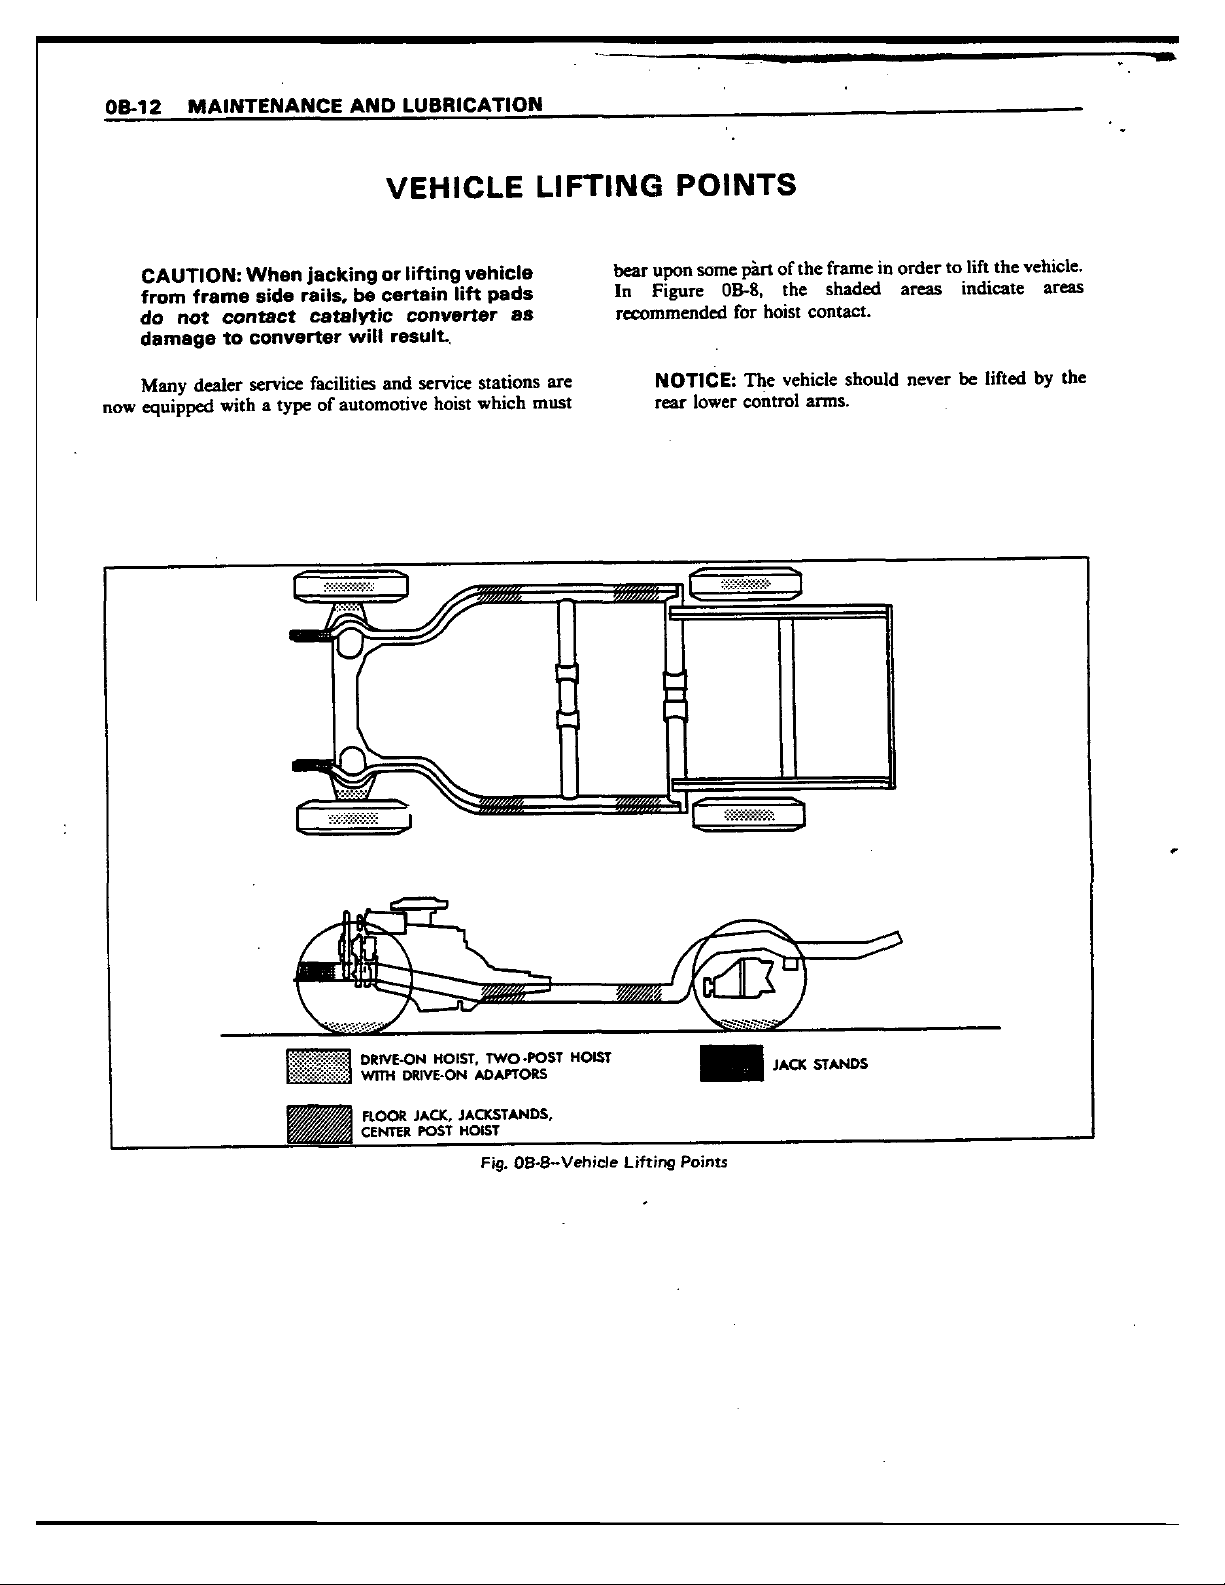 0B-12 MAINTENANCE AND LUBRICATION
VEHICLE LIFTING POINTS
CAUTION: When jacking or lifting vehicle
from frame side rails, be certain lift pads
do not contact catalytic converter as
damage to converter will result.
Many dealer service facilities and service stations are
now equipped with a type of automotive hoist which must
bear upon some part of the frame in order to lift the vehicle.
In Figure 0B-8, the shaded areas indicate areas
recommended for hoist contact.
NOTICE: The vehicle should never be lifted by the
rear lower control arms.
DRIVE-ON HOIST, TWO-POST HOIST
WITH DRIVE-ON ADAPTORS
JACK STANDS
FLOOR JACK, JACKSTANDS,
CENTER POST HOIST
Fig. 0B-8--Vehicle Lifting Points